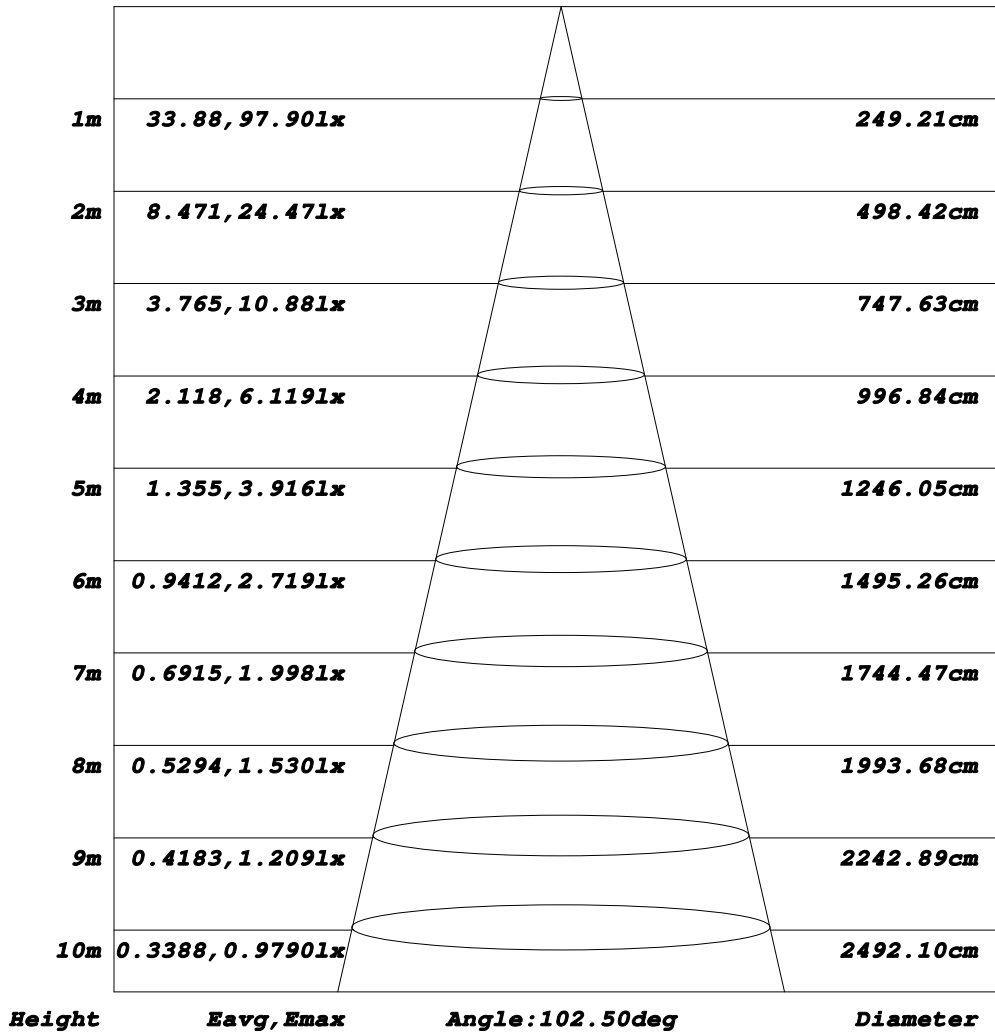 1m 33.88,97.90lx 249.21cm
2m 8.471,24.47lx 498.42cm
3m 3.765,10.88lx 747.63cm
4m 2.118,6.119lx 996.84cm
5m 1.355,3.916lx 1246.05cm
6m 0.9412,2.719lx 1495.26cm
7m 0.6915,1.998lx 1744.47cm
8m 0.5294,1.530lx 1993.68cm
9m 0.4183,1.209lx 2242.89cm
10m 0.3388,0.9790lx 2492.10cm
Height Eavg,Emax Angle:102.50deg Diameter